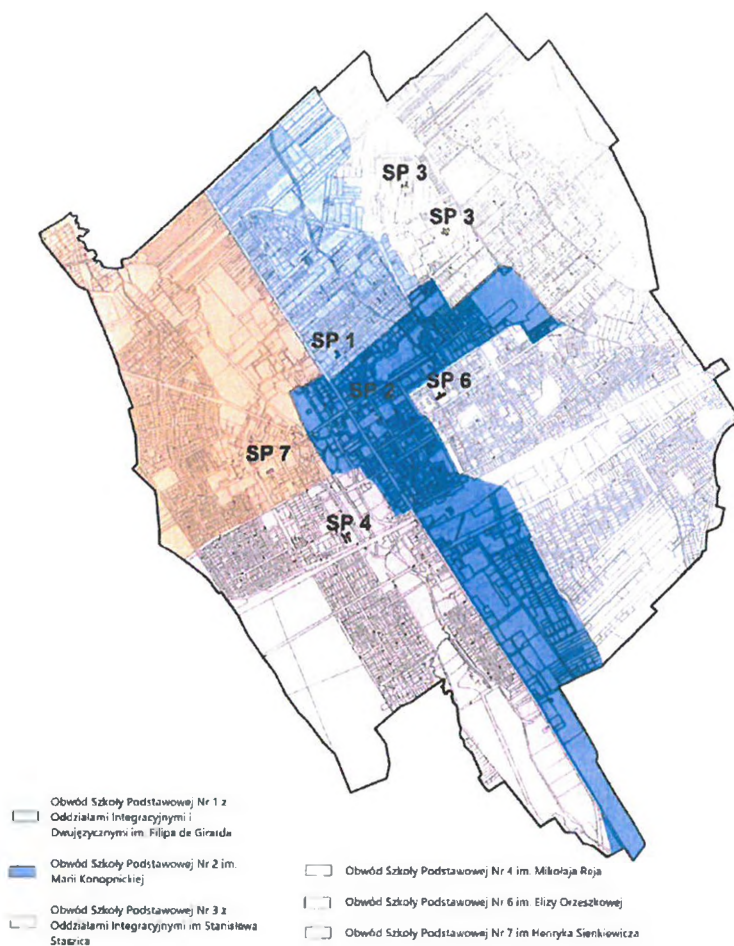 SP 3
SP 3
SP 1
SP 2
SP 6
SP 7
SP 4
Obwód Szkoły Podstawowej Nr 1 z
Oddziałami Integracyjnymi i
Dwujęzycznymi im. Filipa de Girarda
Obwód Szkoły Podstawowej Nr 2 im.
Marii Konopnickiej
Obwód Szkoły Podstawowej Nr 3 z
Oddziałami Integracyjnymi im Stanisława
Staszica
Obwód Szkoły Podstawowej Nr 4 im. Mikołaja Reja
Obwód Szkoły Podstawowej Nr 6 im. Elizy Orzeszkowej
Obwód Szkoły Podstawowej Nr 7 im Henryka Sienkiewicza